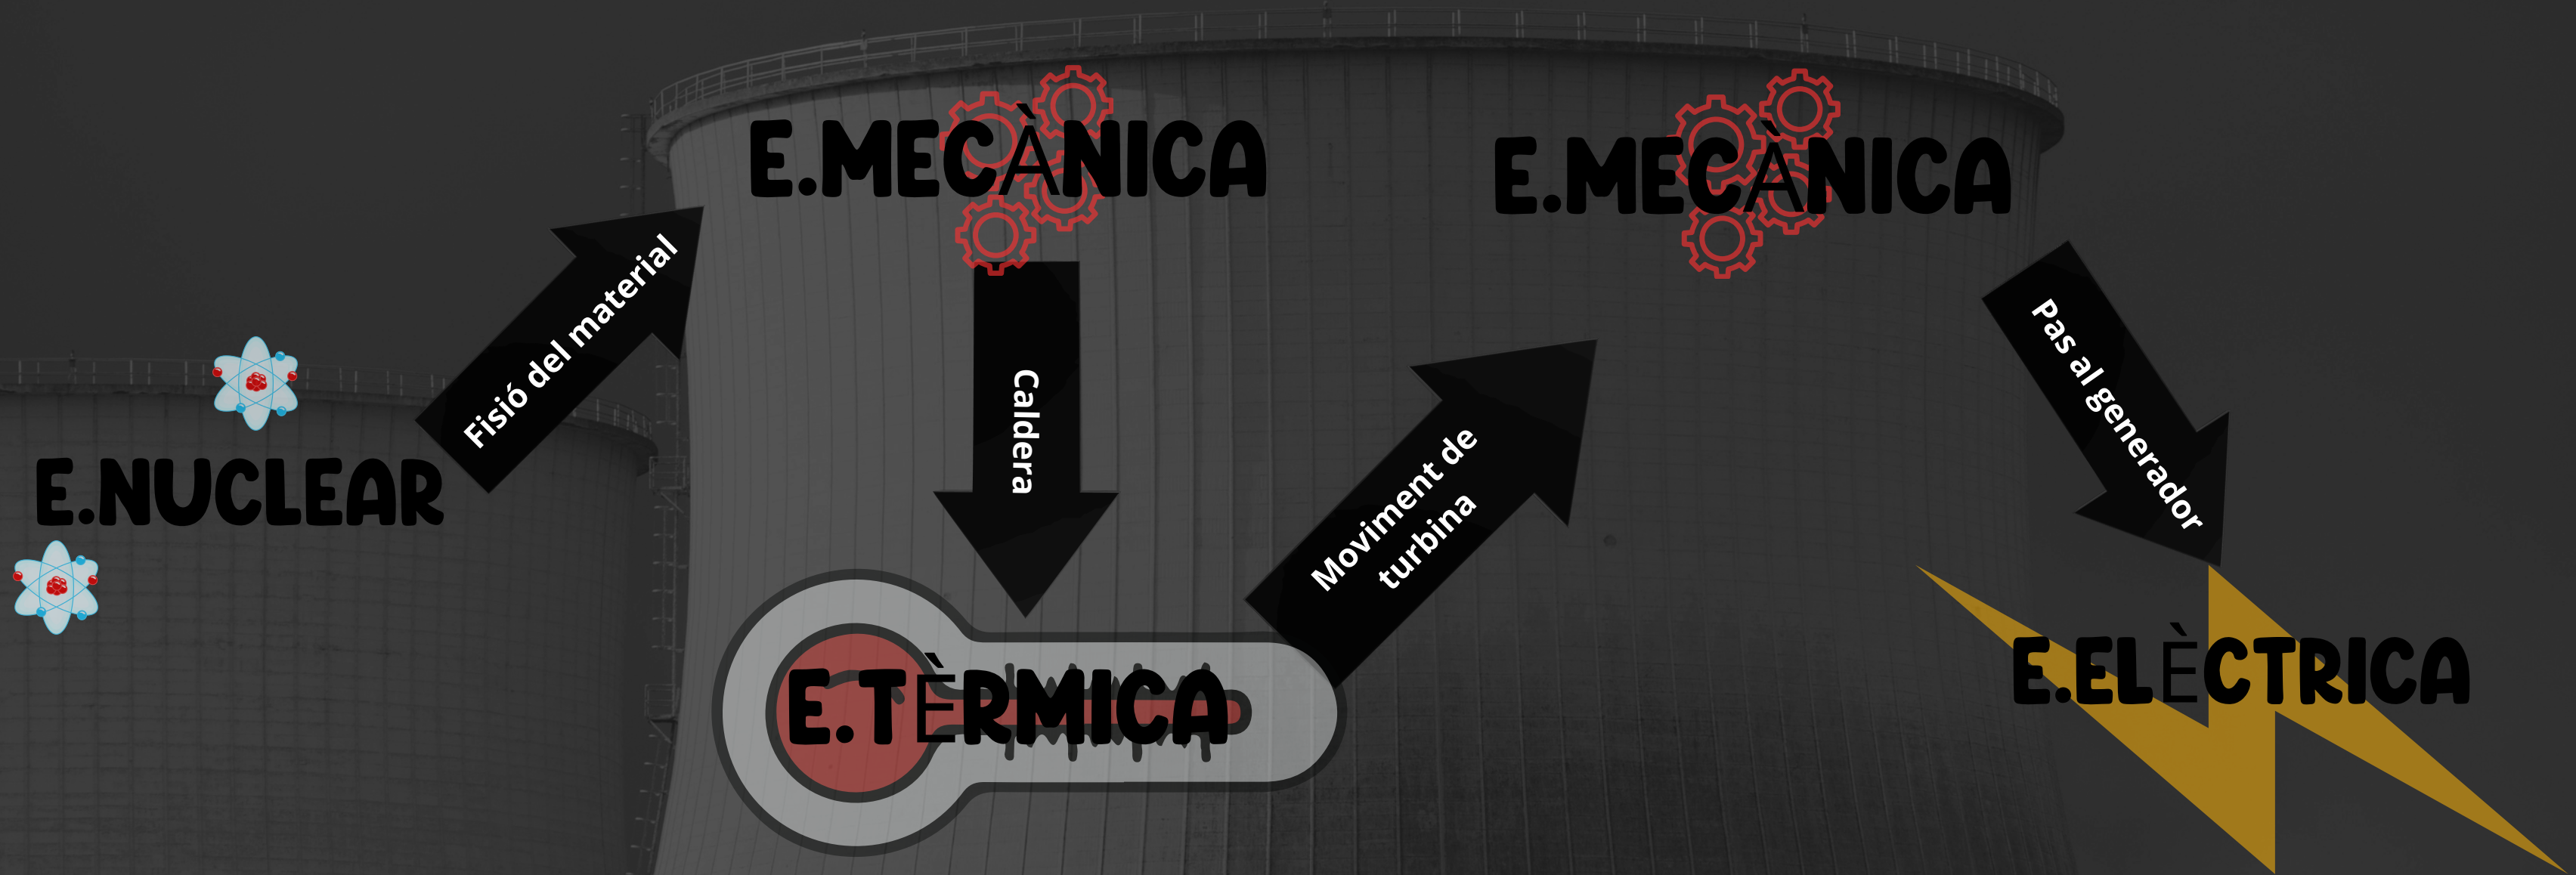 E.NUCLEAR
Fisió del material
E.MECÀNICA
Caldera
E.TÈRMICA
Moviment de
turbina
E.MECÀNICA
Pas al generador
E.ELÈCTRICA